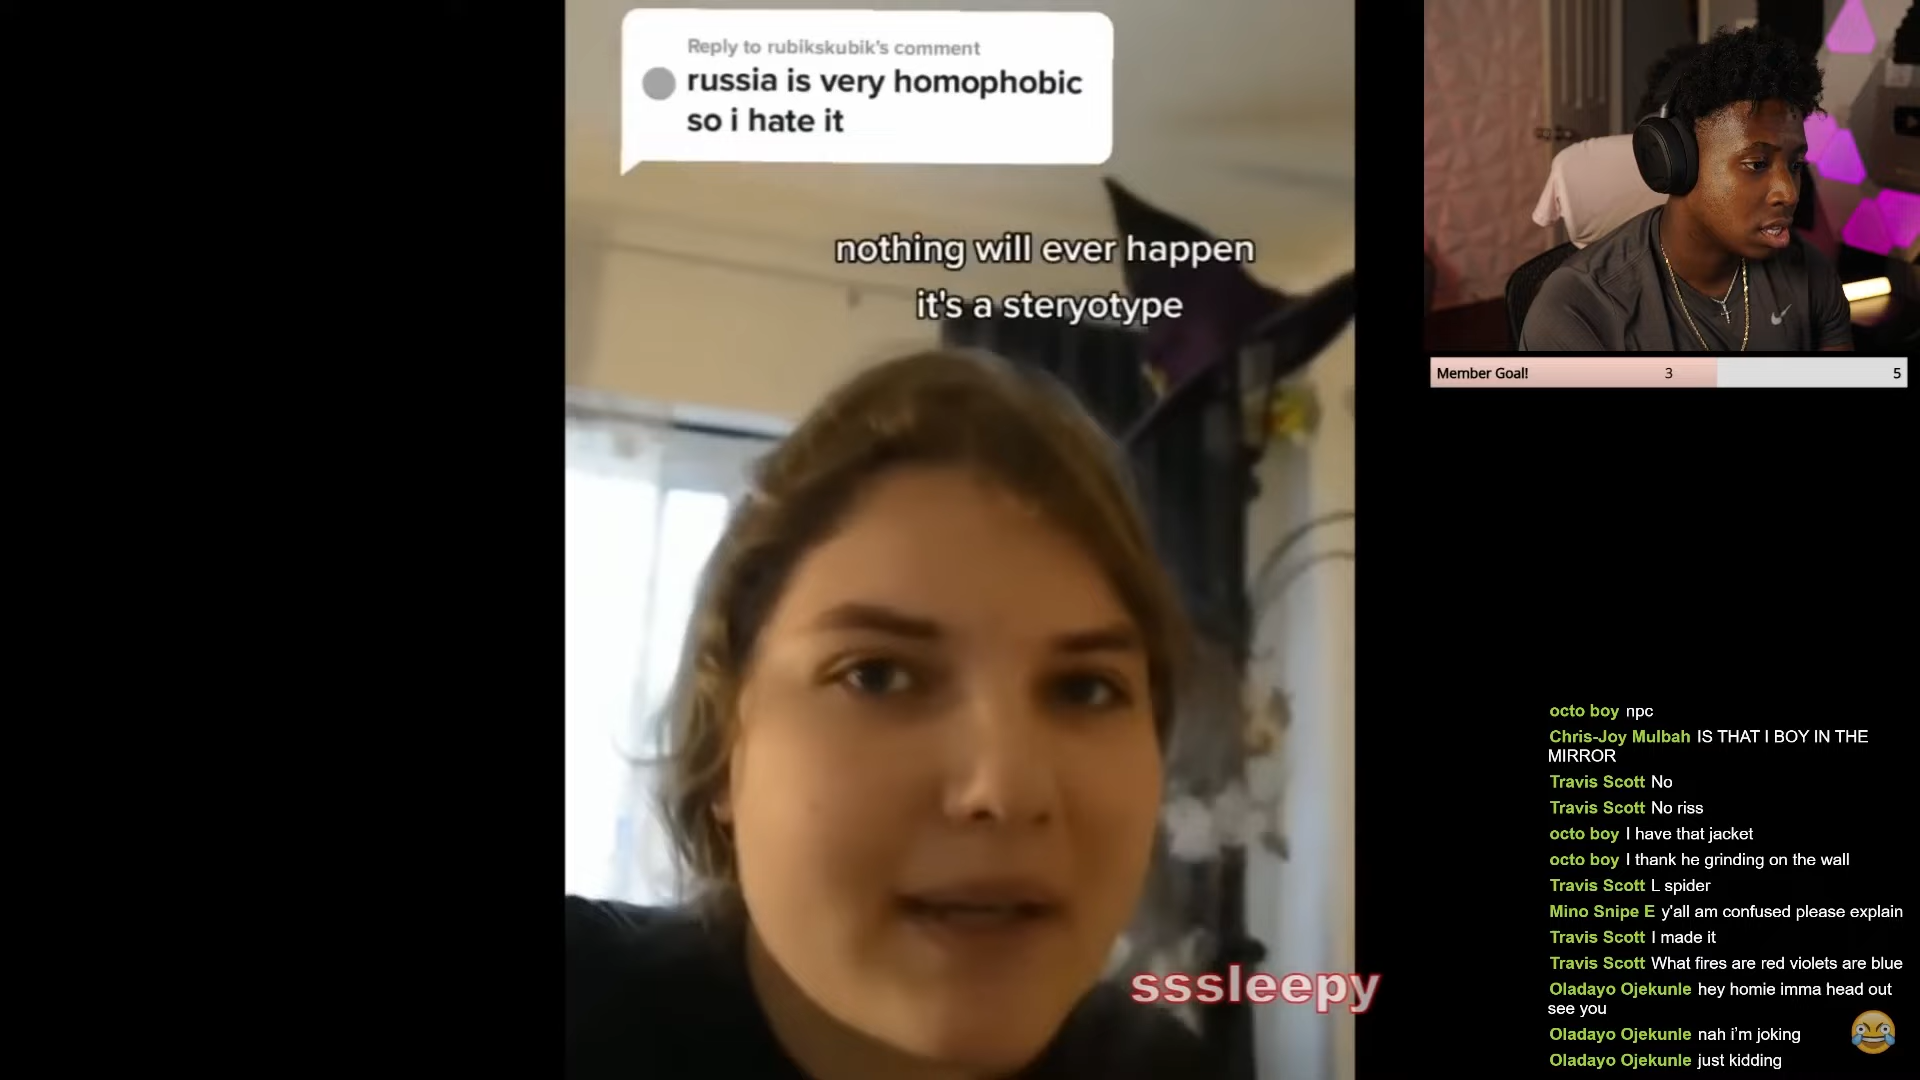 Reply to rubikskubik's comment
russia is very homophobic
so i hate it
nothing will ever happen
it's a steryotype
sssleepy
Member Goal! 3 5
octo boy npc
Chris-Joy Mulbah IS THAT I BOY IN THE
MIRROR
Travis Scott No
Travis Scott No riss
octo boy I have that jacket
octo boy I thank he grinding on the wall
Travis Scott L spider
Mino Snipe E y'all am confused please explain
Travis Scott I made it
Travis Scott What fires are red violets are blue
Oladayo Ojekunle hey homie imma head out
see you
Oladayo Ojekunle nah i'm joking
Oladayo Ojekunle just kidding